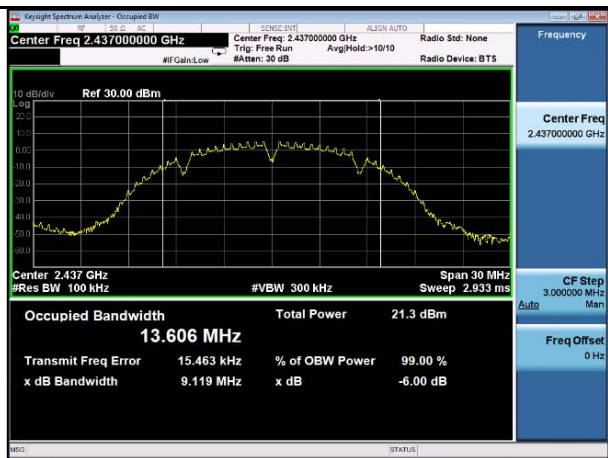 Keysight Spectrum Analyzer - Occupied BW
RF 50 Ω AC SENSE:INT ALIGN AUTO
Center Freq 2.437000000 GHz
Center Freq: 2.437000000 GHz
Radio Std: None
Trig: Free Run Avg|Hold:>10/10
#IFGain:Low #Atten: 30 dB Radio Device: BTS
10 dB/div Ref 30.00 dBm
Log
20.0
10.0
0.00
-10.0
-20.0
-30.0
-40.0
-50.0
-60.0
Center 2.437 GHz Span 30 MHz
#Res BW 100 kHz #VBW 300 kHz Sweep 2.933 ms
Occupied Bandwidth Total Power 21.3 dBm
13.606 MHz
Transmit Freq Error 15.463 kHz % of OBW Power 99.00 %
x dB Bandwidth 9.119 MHz x dB -6.00 dB
MSG STATUS
Frequency
Center Freq
2.437000000 GHz
CF Step
3.000000 MHz
Auto Man
Freq Offset
0 Hz